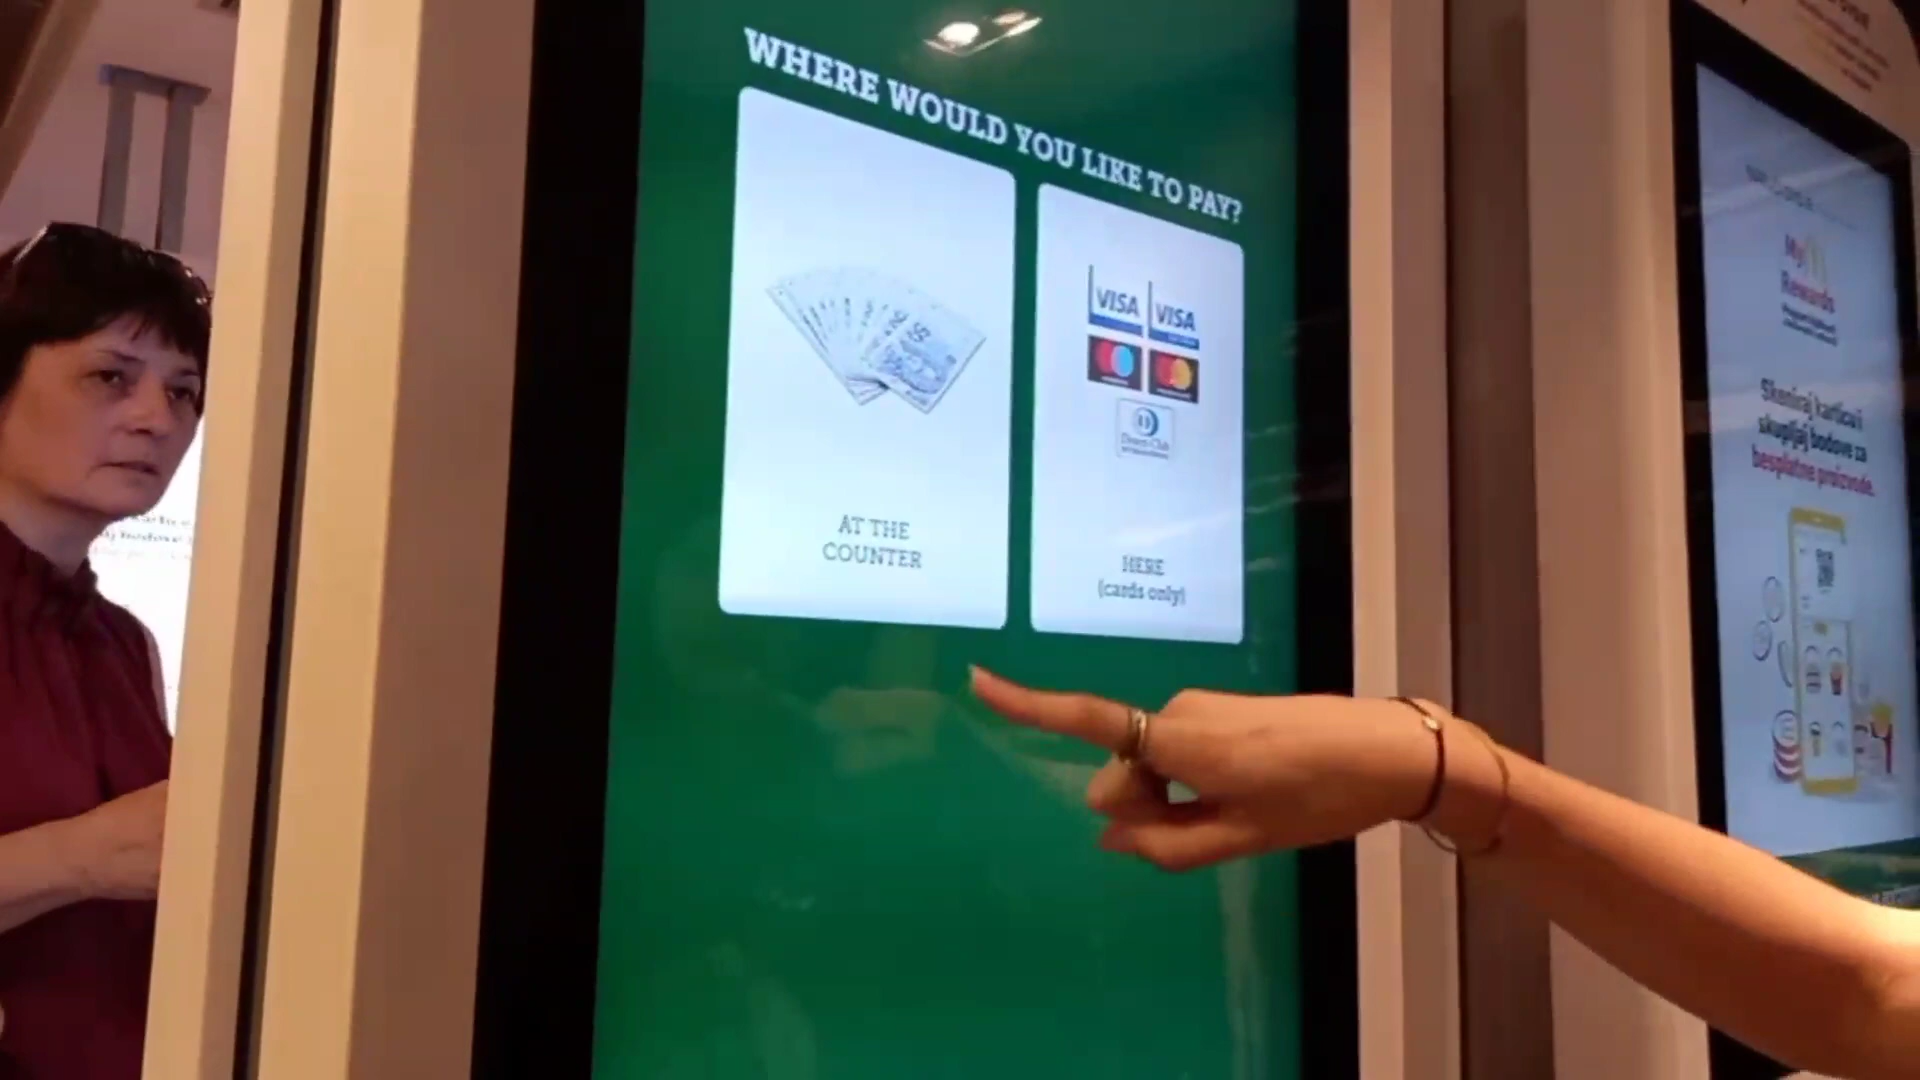 WHERE WOULD YOU LIKE TO PAY?
AT THE
COUNTER
VISA
VISA
HERE
(cards only)
My
Rewards
Skeniraj karticu i
skupljaj bodove za
besplatne proizvode.